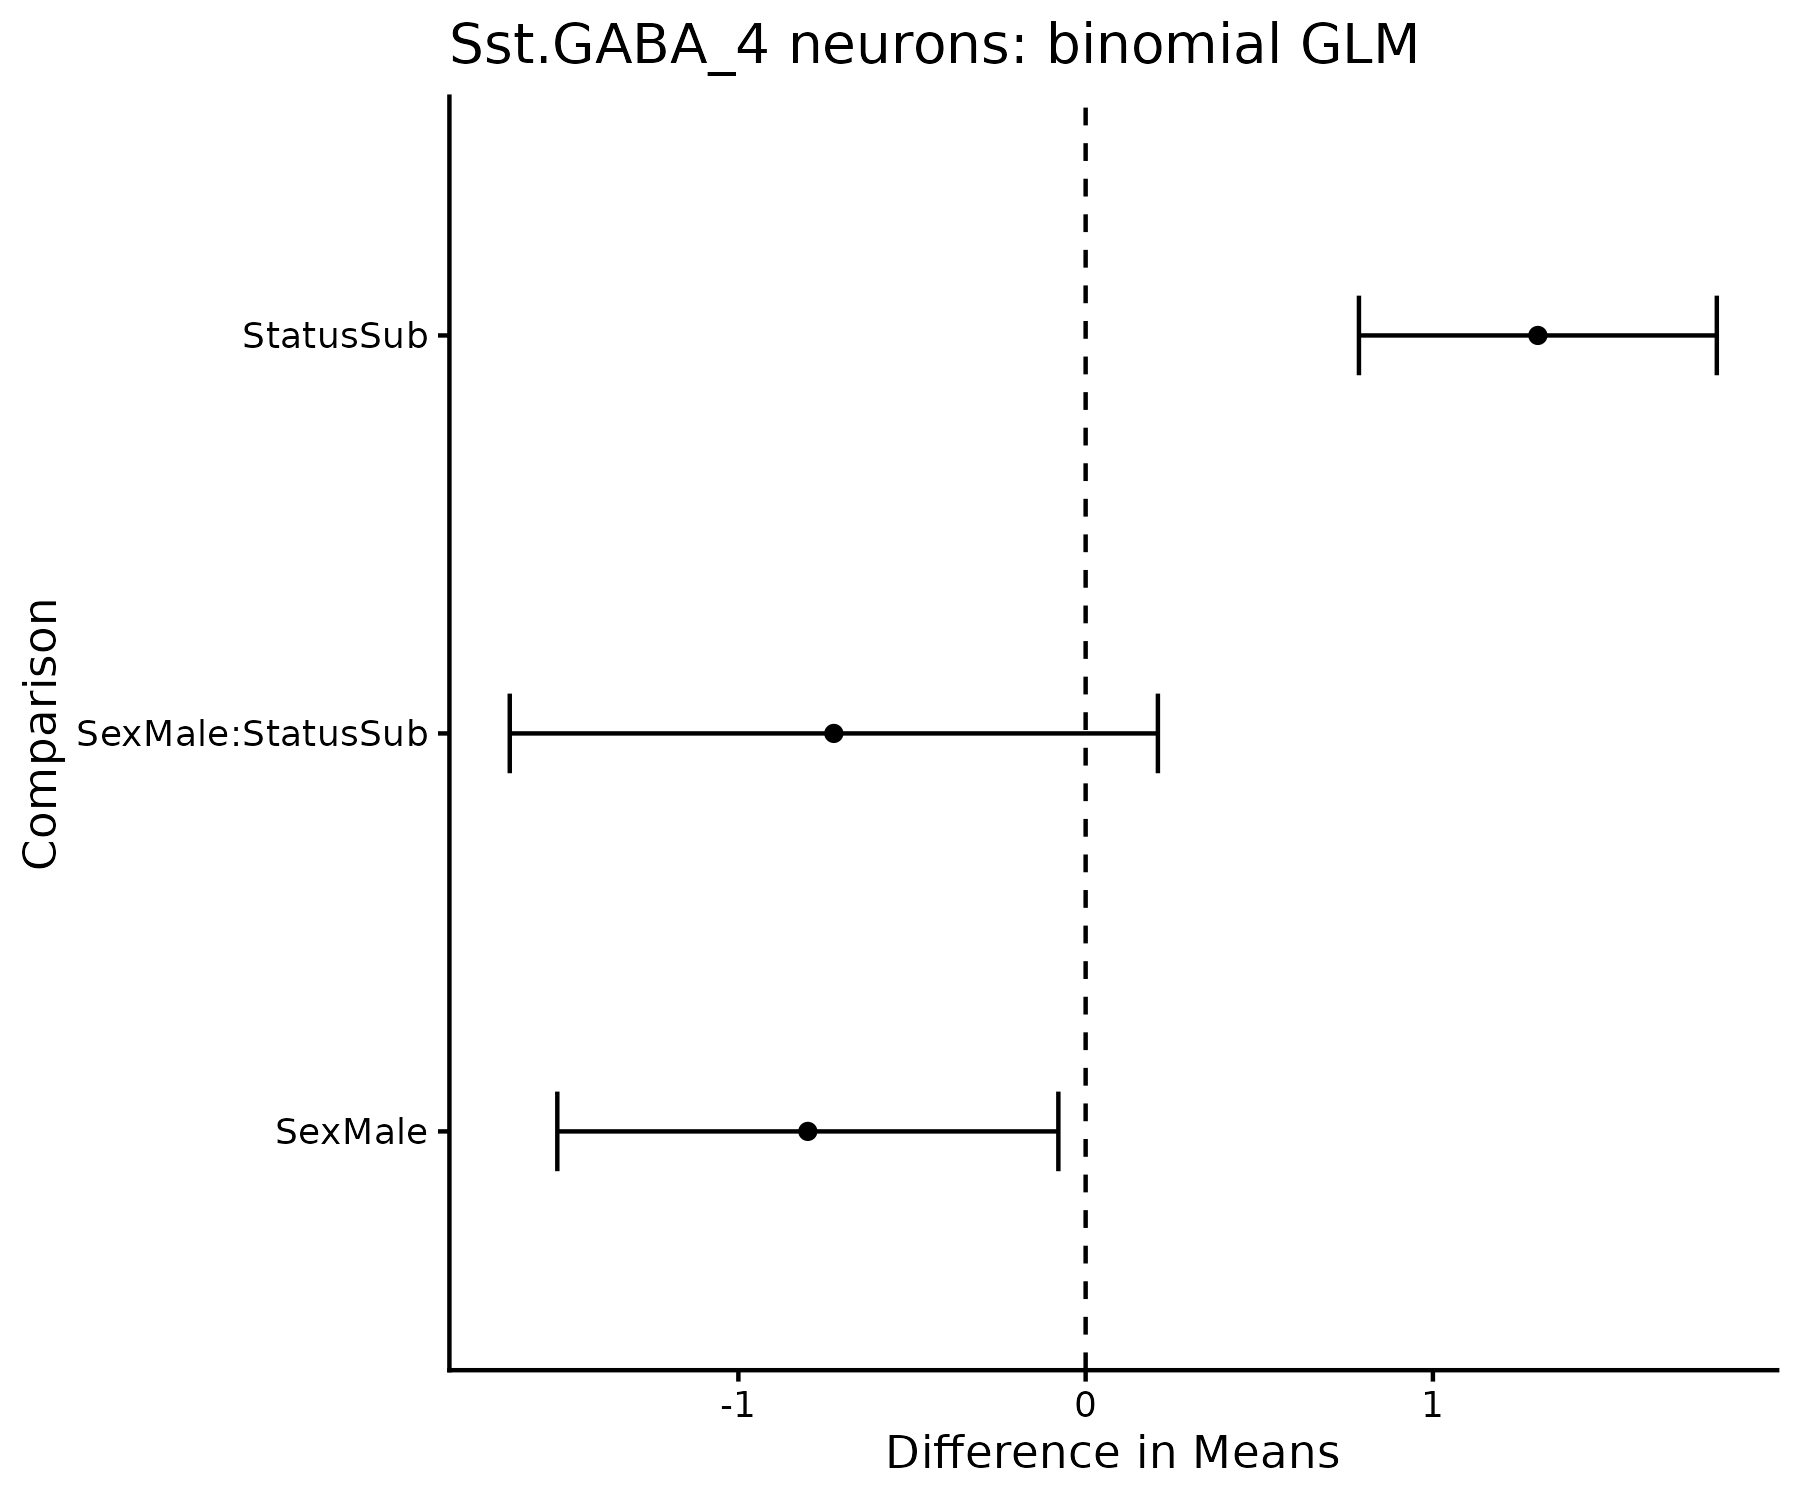 Sst.GABA_4 neurons: binomial GLM
StatusSub
SexMale:StatusSub
SexMale
Comparison
-1
0
1
Difference in Means